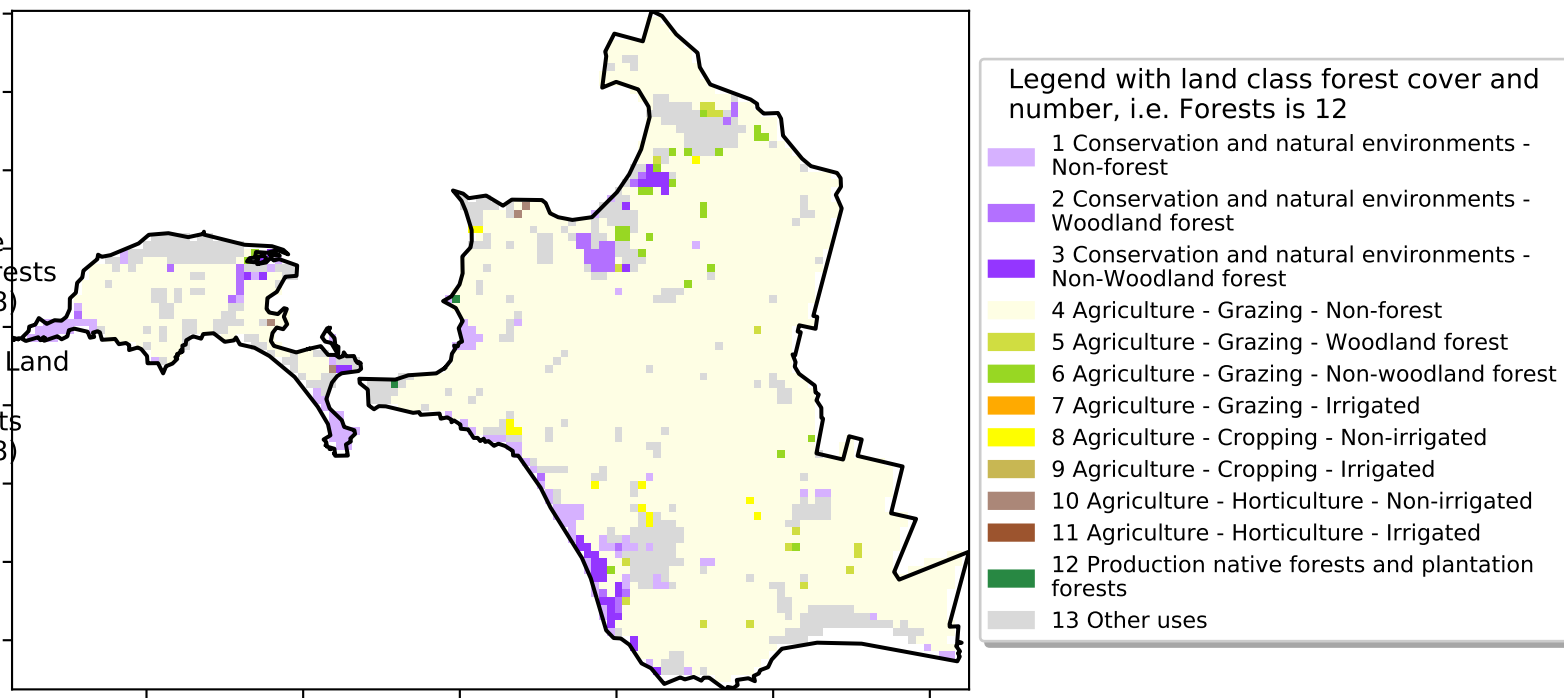 Legend with land class forest cover and
number, i.e. Forests is 12
1 Conservation and natural environments -
Non-forest
2 Conservation and natural environments -
Woodland forest
3 Conservation and natural environments -
Non-Woodland forest
4 Agriculture - Grazing - Non-forest
5 Agriculture - Grazing - Woodland forest
6 Agriculture - Grazing - Non-woodland forest
7 Agriculture - Grazing - Irrigated
8 Agriculture - Cropping - Non-irrigated
9 Agriculture - Cropping - Irrigated
10 Agriculture - Horticulture - Non-irrigated
11 Agriculture - Horticulture - Irrigated
12 Production native forests and plantation
forests
13 Other uses
rests
3)
Land
ts
3)